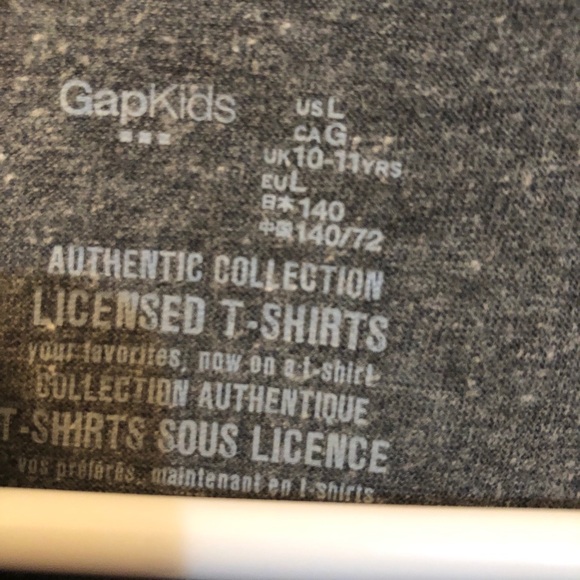 GapKids
US L
CA G
UK 10-11YRS
EU L
日本 140
中国 140/72
AUTHENTIC COLLECTION
LICENSED T-SHIRTS
your favorites, now on a t-shirt
COLLECTION AUTHENTIQUE
T-SHIRTS SOUS LICENCE
vos préférés, maintenant en t-shirts